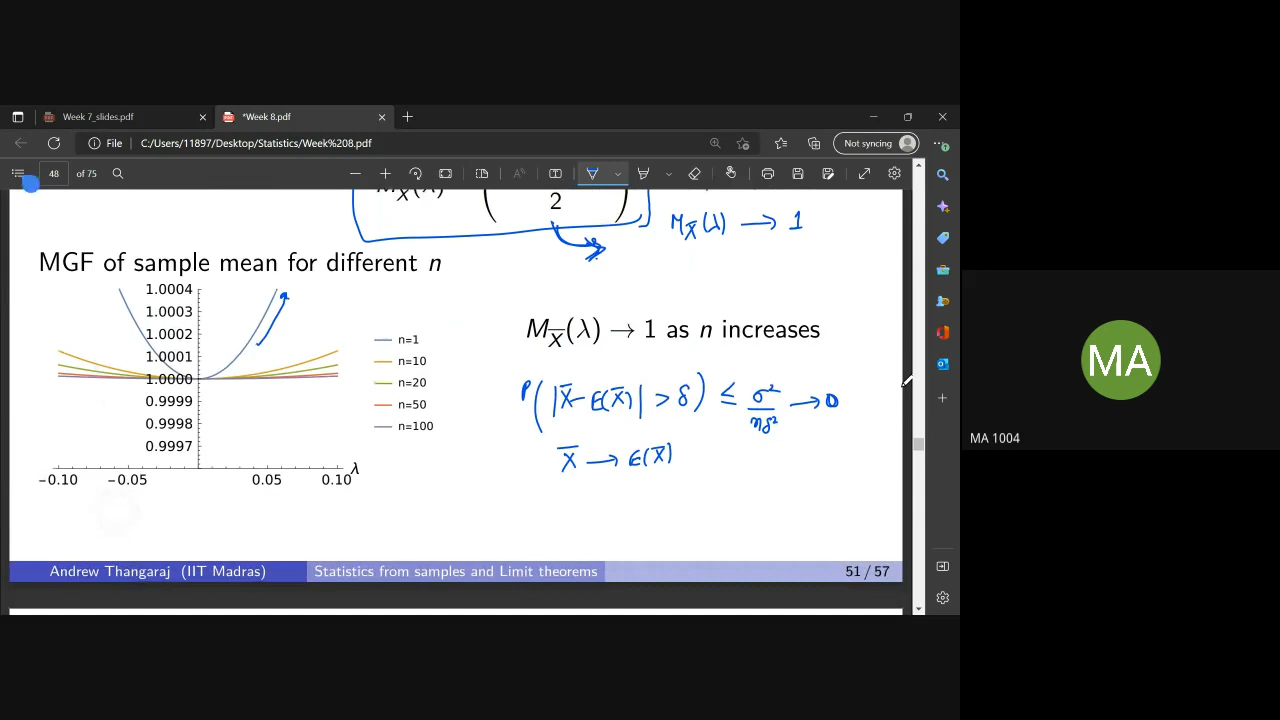 Week 7_slides.pdf
*Week 8.pdf
File
C:/Users/11897/Desktop/Statistics/Week%208.pdf
Not syncing
48 of 75
2
M_X̄(λ) → 1
MGF of sample mean for different n
1.0004
1.0003
1.0002
1.0001
1.0000
0.9999
0.9998
0.9997
-0.10 -0.05 0.05 0.10 λ
n=1
n=10
n=20
n=50
n=100
M_X̄(λ) → 1 as n increases
P( |X̄ - E(X̄)| > δ ) ≤ σ²/nδ² → 0
X̄ → E(X̄)
Andrew Thangaraj (IIT Madras) Statistics from samples and Limit theorems 51 / 57
MA
MA 1004